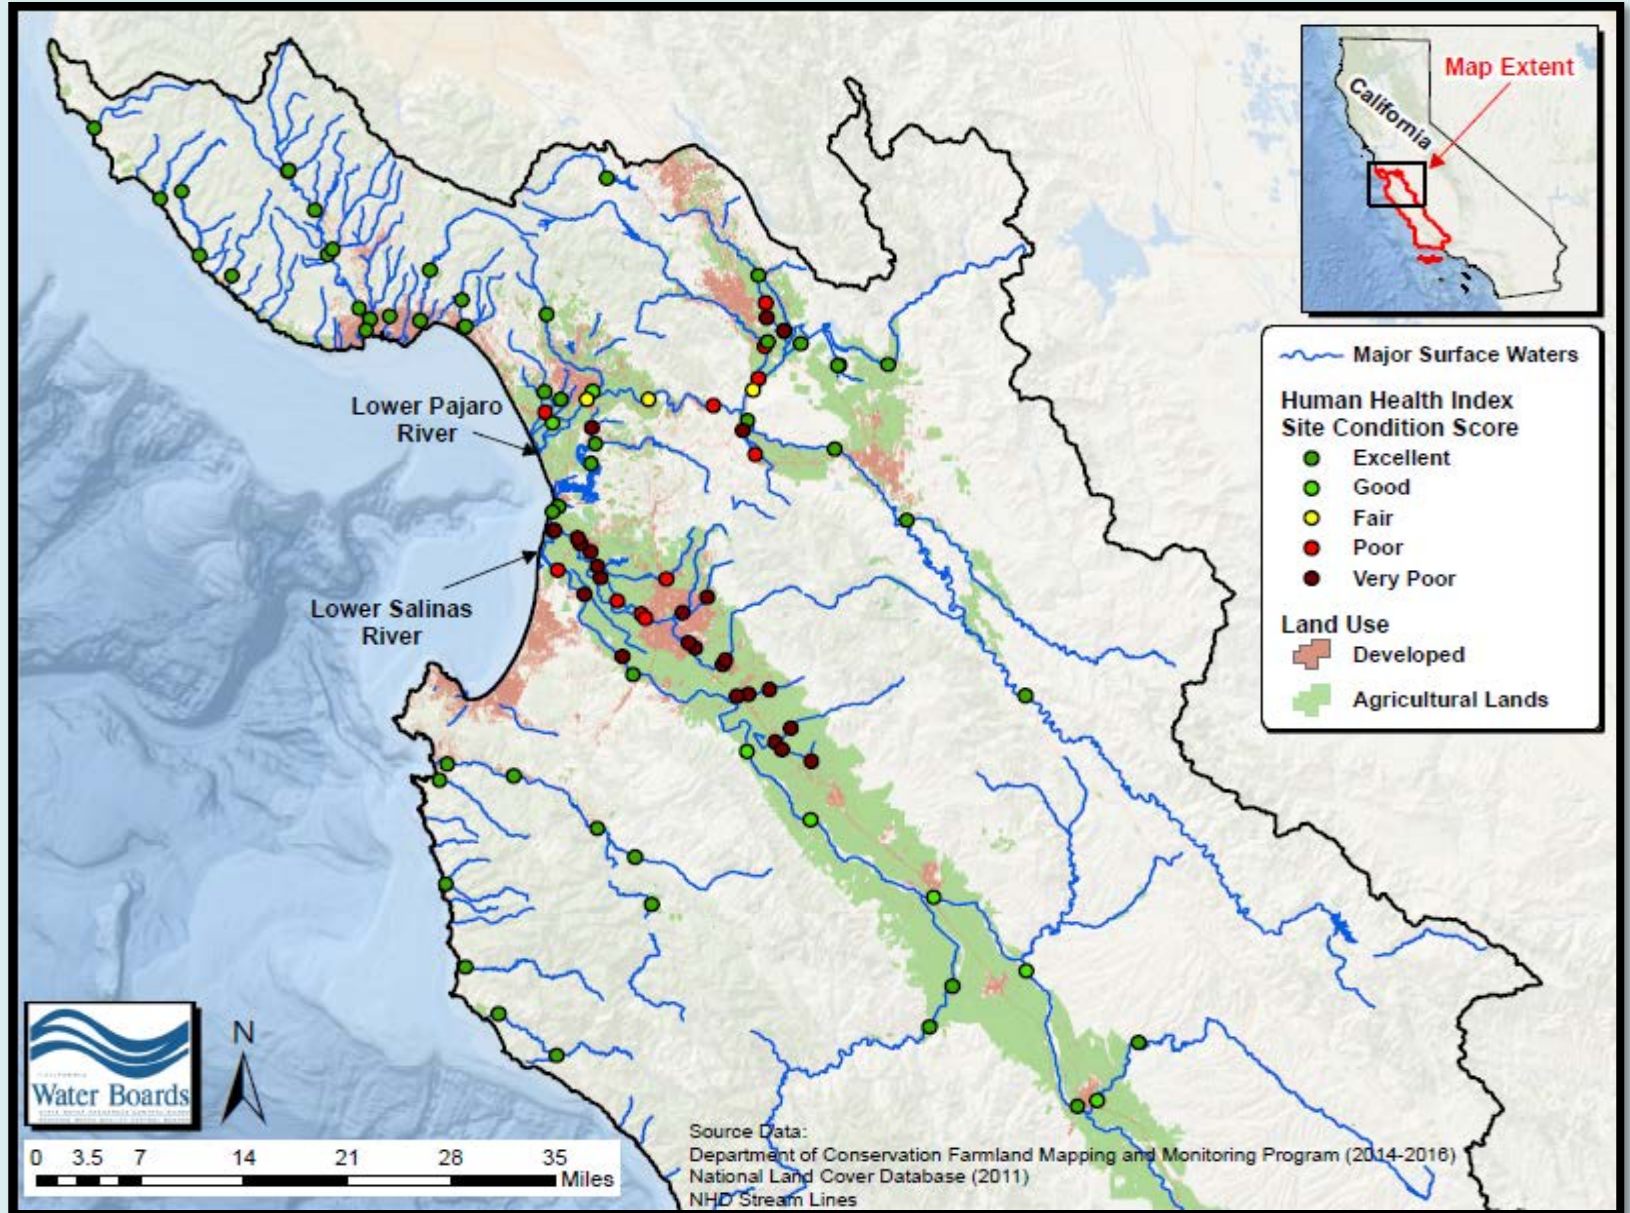 California
Map Extent
Major Surface Waters
Human Health Index
Site Condition Score
Excellent
Good
Fair
Poor
Very Poor
Land Use
Developed
Agricultural Lands
Lower Pajaro
River
Lower Salinas
River
CALIFORNIA
Water Boards
N
0 3.5 7 14 21 28 35
Miles
Source Data:
Department of Conservation Farmland Mapping and Monitoring Program (2014-2016)
National Land Cover Database (2011)
NHD Stream Lines